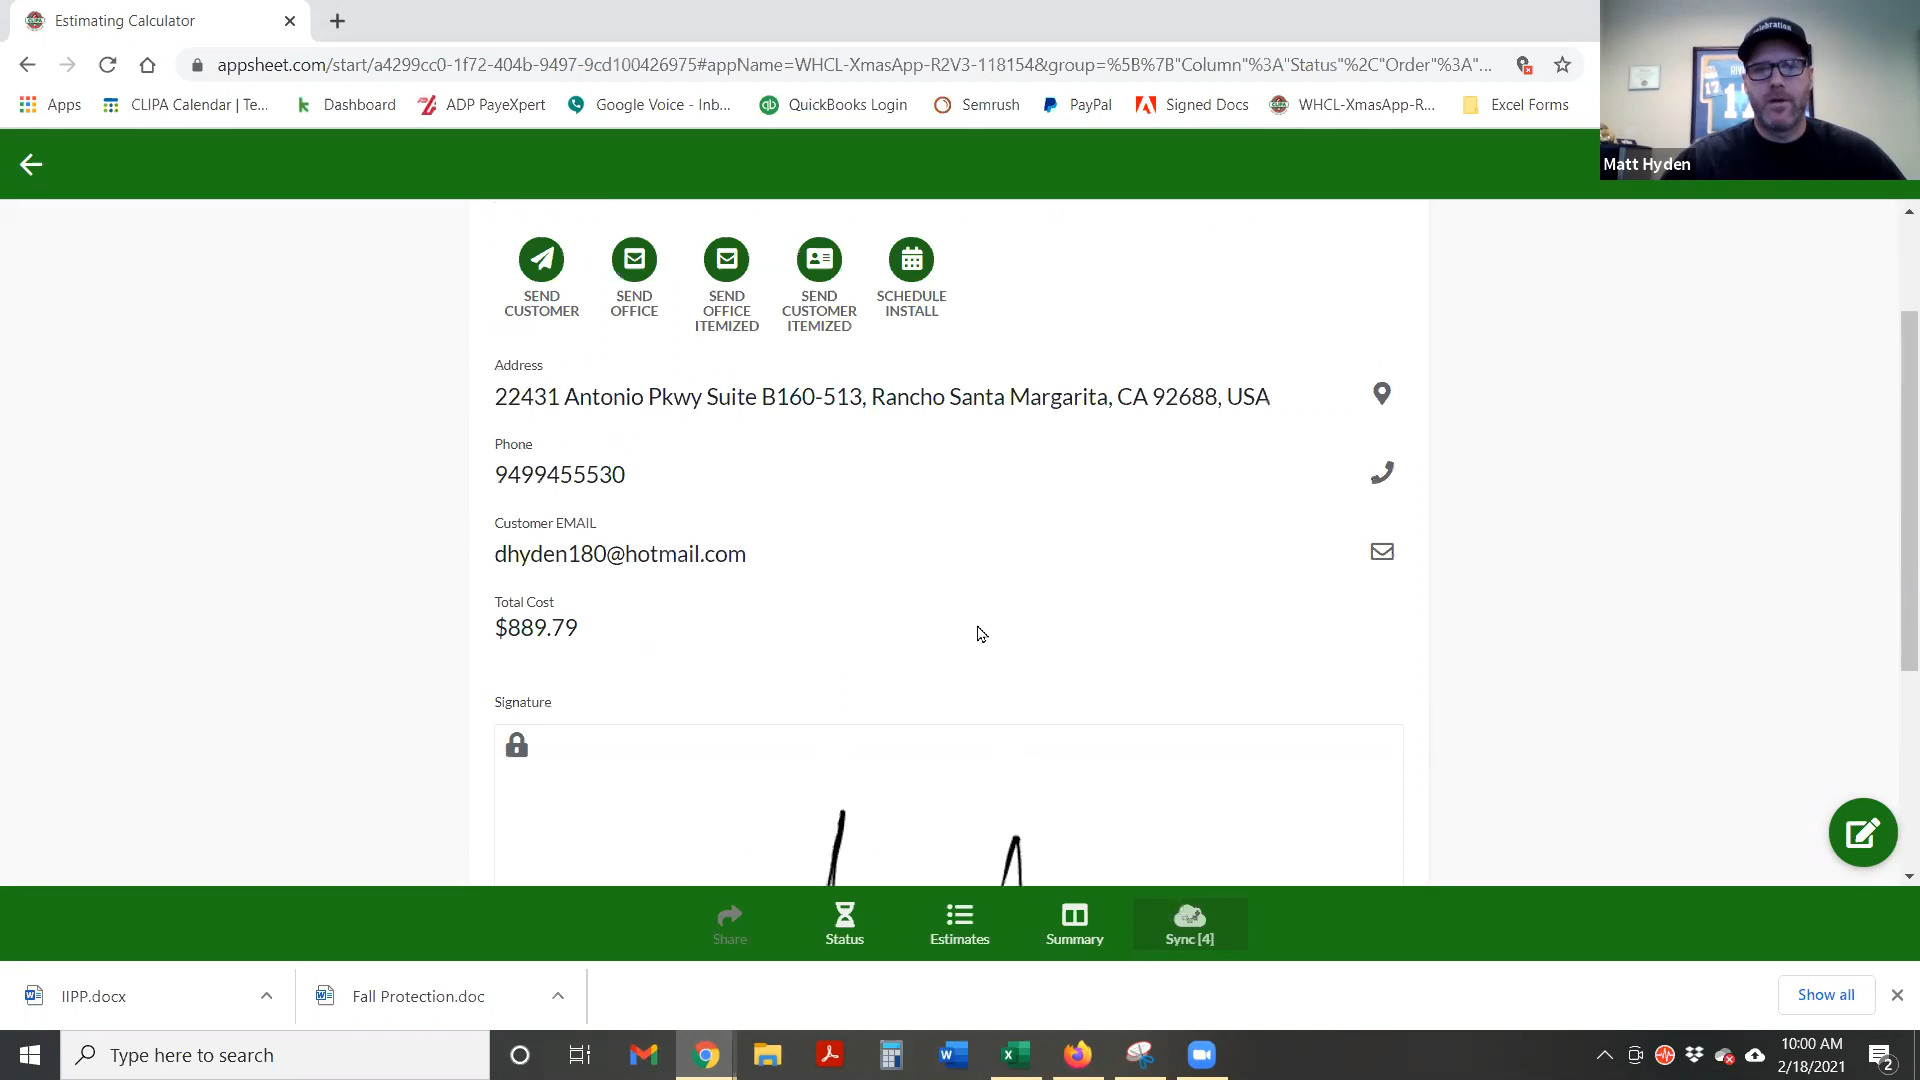 Estimating Calculator
appsheet.com/start/a4299cc0-1f72-404b-9497-9cd100426975#appName=WHCL-XmasApp-R2V3-118154&group=%5B%7B"Column"%3A"Status"%2C"Order"%3A"...
Apps CLIPA Calendar | Te... Dashboard ADP PayeXpert Google Voice - Inb... QuickBooks Login Semrush PayPal Signed Docs WHCL-XmasApp-R... Excel Forms
Matt Hyden
SEND CUSTOMER
SEND OFFICE
SEND OFFICE ITEMIZED
SEND CUSTOMER ITEMIZED
SCHEDULE INSTALL
Address
22431 Antonio Pkwy Suite B160-513, Rancho Santa Margarita, CA 92688, USA
Phone
9499455530
Customer EMAIL
dhyden180@hotmail.com
Total Cost
$889.79
Signature
Share Status Estimates Summary Sync [4]
IIPP.docx Fall Protection.doc Show all
Type here to search
10:00 AM
2/18/2021
2